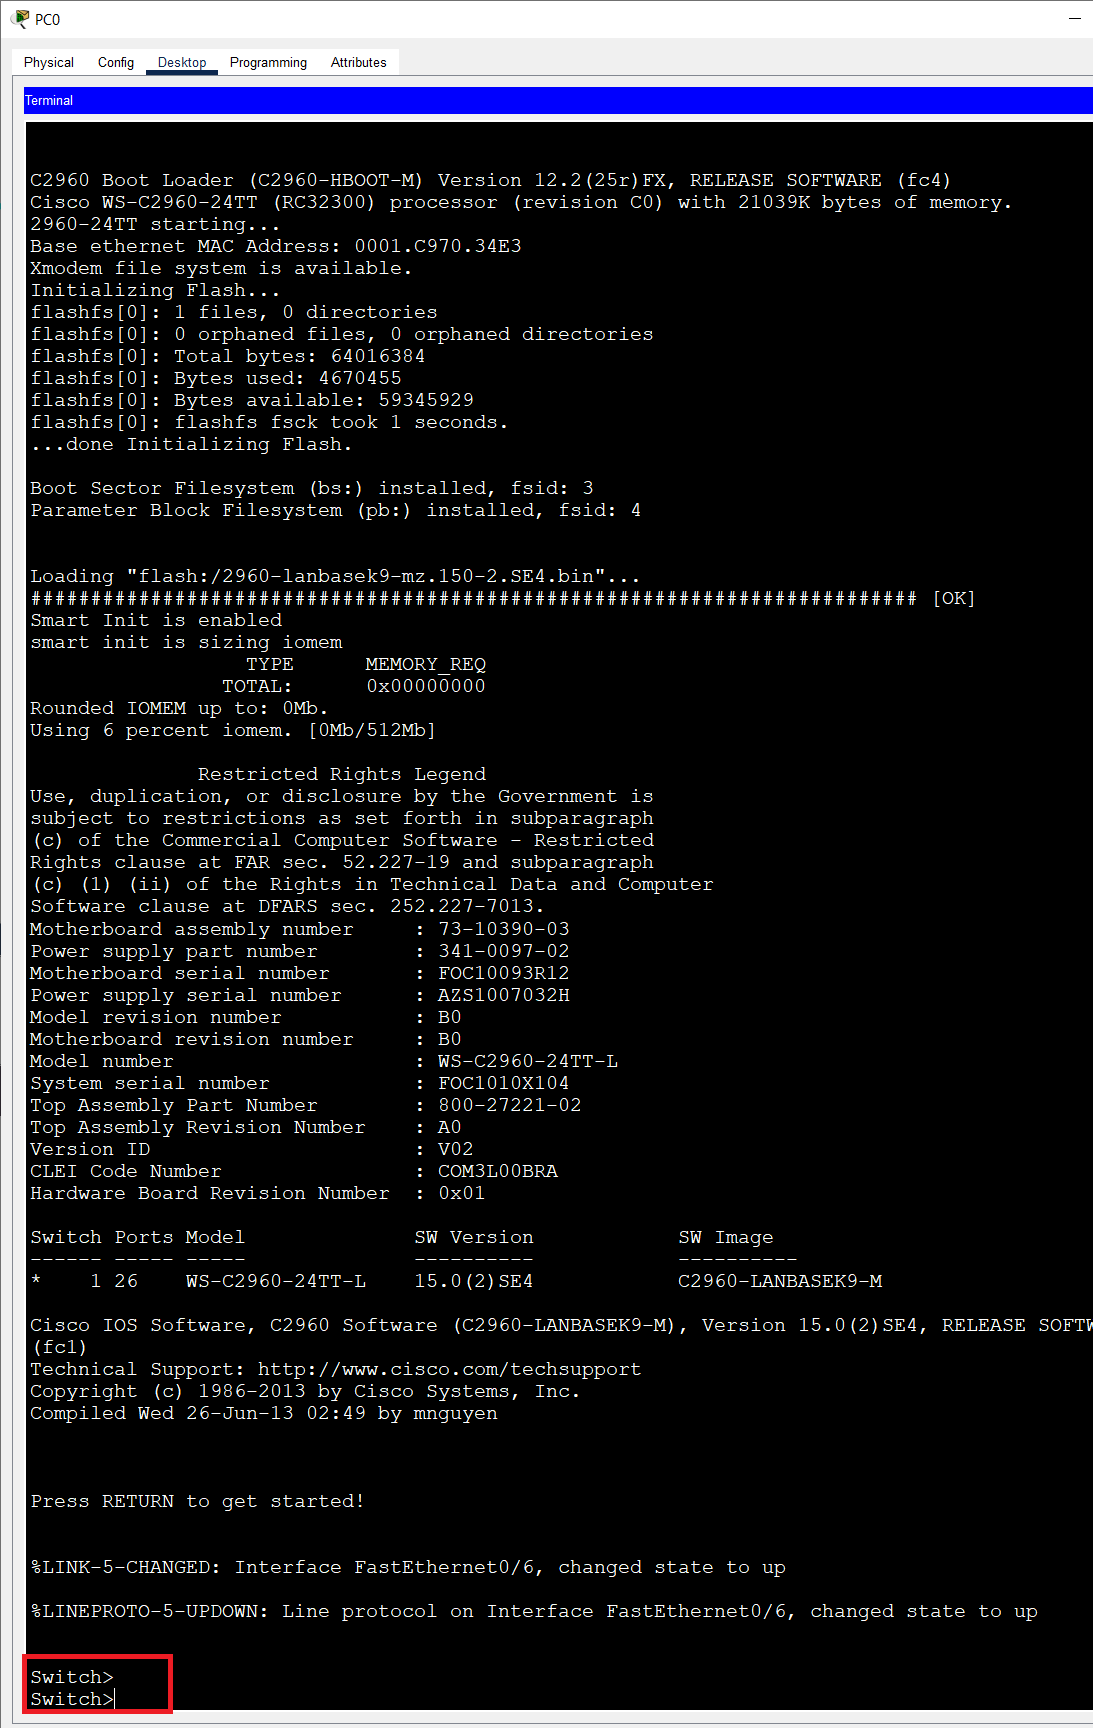 PC0
Physical Config Desktop Programming Attributes
Terminal
C2960 Boot Loader (C2960-HBOOT-M) Version 12.2(25r)FX, RELEASE SOFTWARE (fc4)
Cisco WS-C2960-24TT (RC32300) processor (revision C0) with 21039K bytes of memory.
2960-24TT starting...
Base ethernet MAC Address: 0001.C970.34E3
Xmodem file system is available.
Initializing Flash...
flashfs[0]: 1 files, 0 directories
flashfs[0]: 0 orphaned files, 0 orphaned directories
flashfs[0]: Total bytes: 64016384
flashfs[0]: Bytes used: 4670455
flashfs[0]: Bytes available: 59345929
flashfs[0]: flashfs fsck took 1 seconds.
...done Initializing Flash.
Boot Sector Filesystem (bs:) installed, fsid: 3
Parameter Block Filesystem (pb:) installed, fsid: 4
Loading "flash:/2960-lanbasek9-mz.150-2.SE4.bin"...
########################################################################## [OK]
Smart Init is enabled
smart init is sizing iomem
TYPE MEMORY_REQ
TOTAL: 0x00000000
Rounded IOMEM up to: 0Mb.
Using 6 percent iomem. [0Mb/512Mb]
Restricted Rights Legend
Use, duplication, or disclosure by the Government is
subject to restrictions as set forth in subparagraph
(c) of the Commercial Computer Software - Restricted
Rights clause at FAR sec. 52.227-19 and subparagraph
(c) (1) (ii) of the Rights in Technical Data and Computer
Software clause at DFARS sec. 252.227-7013.
Motherboard assembly number : 73-10390-03
Power supply part number : 341-0097-02
Motherboard serial number : FOC10093R12
Power supply serial number : AZS1007032H
Model revision number : B0
Motherboard revision number : B0
Model number : WS-C2960-24TT-L
System serial number : FOC1010X104
Top Assembly Part Number : 800-27221-02
Top Assembly Revision Number : A0
Version ID : V02
CLEI Code Number : COM3L00BRA
Hardware Board Revision Number : 0x01
Switch Ports Model SW Version SW Image
------ ----- ----- ---------- ----------
* 1 26 WS-C2960-24TT-L 15.0(2)SE4 C2960-LANBASEK9-M
Cisco IOS Software, C2960 Software (C2960-LANBASEK9-M), Version 15.0(2)SE4, RELEASE SOFTW
(fc1)
Technical Support: http://www.cisco.com/techsupport
Copyright (c) 1986-2013 by Cisco Systems, Inc.
Compiled Wed 26-Jun-13 02:49 by mnguyen
Press RETURN to get started!
%LINK-5-CHANGED: Interface FastEthernet0/6, changed state to up
%LINEPROTO-5-UPDOWN: Line protocol on Interface FastEthernet0/6, changed state to up
Switch>
Switch>